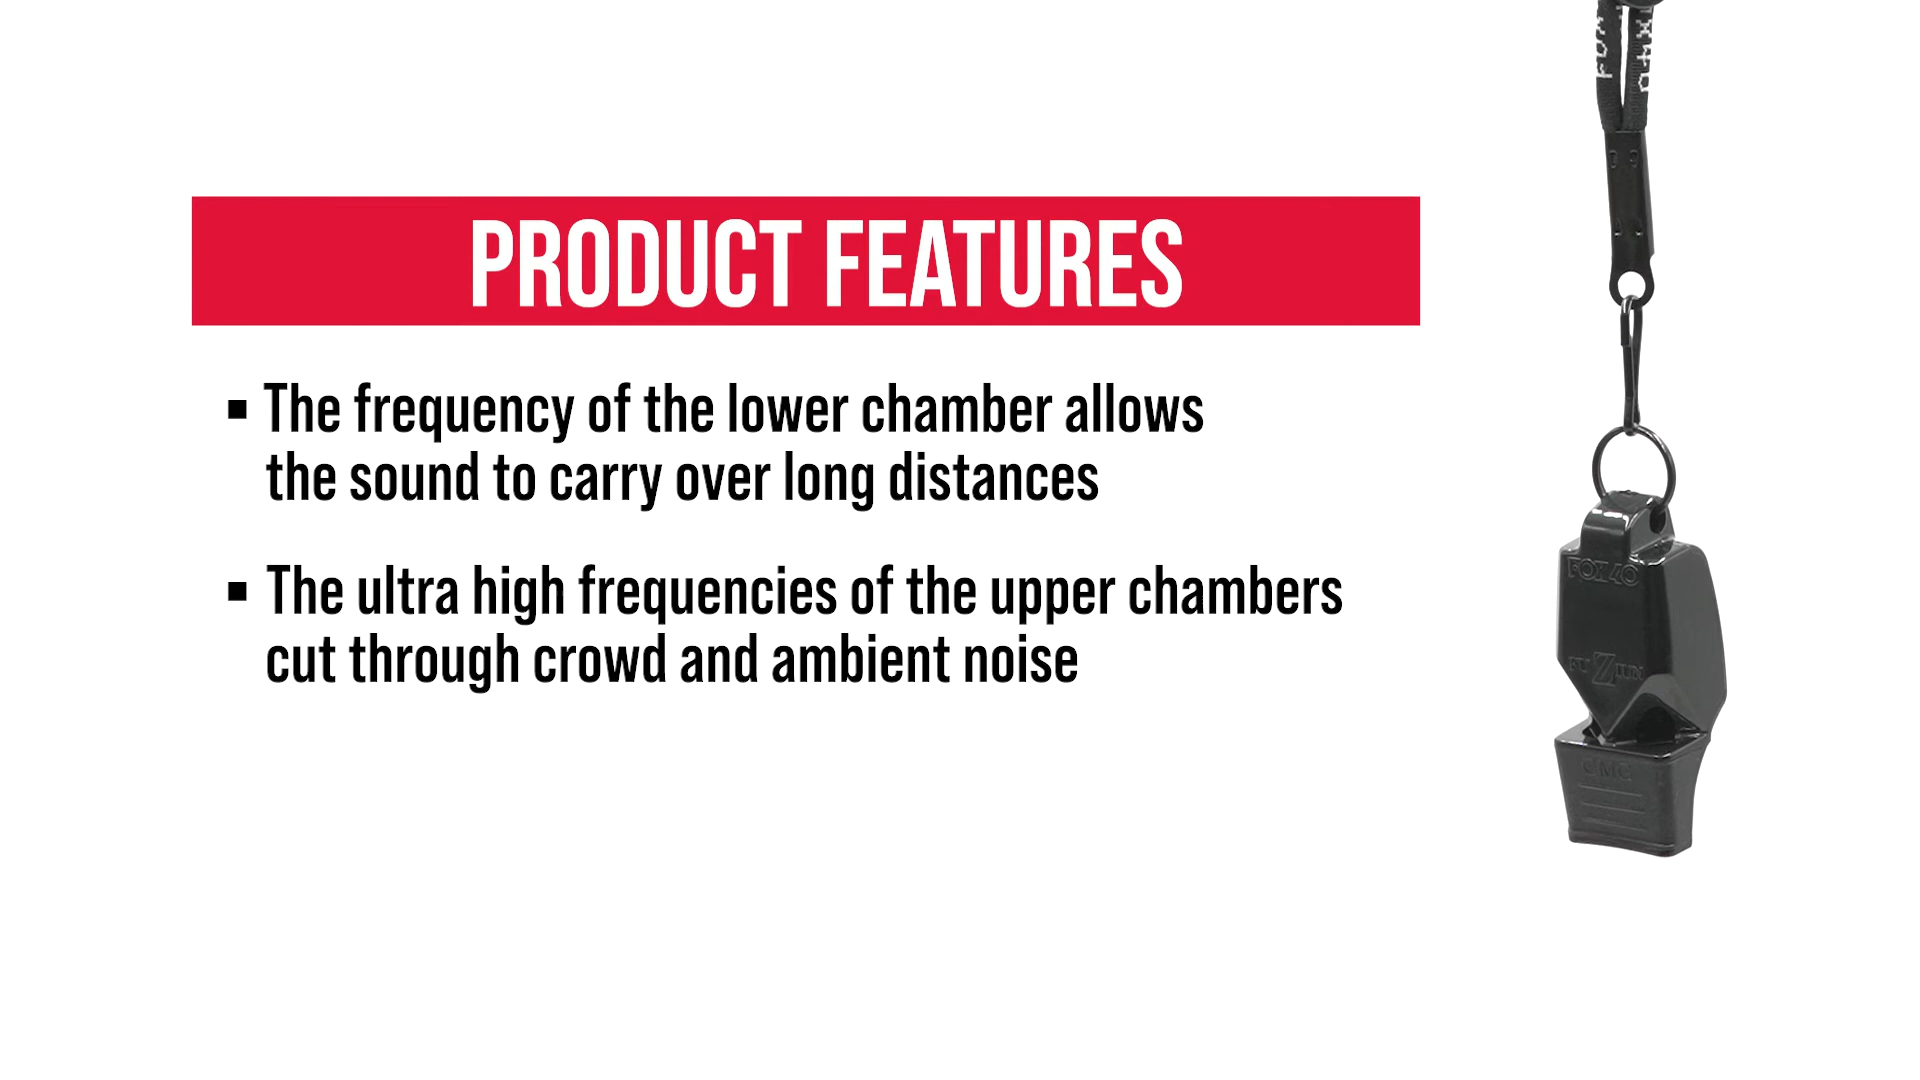 PRODUCT FEATURES
▪ The frequency of the lower chamber allows
the sound to carry over long distances
▪ The ultra high frequencies of the upper chambers
cut through crowd and ambient noise
FOX 40
CMG